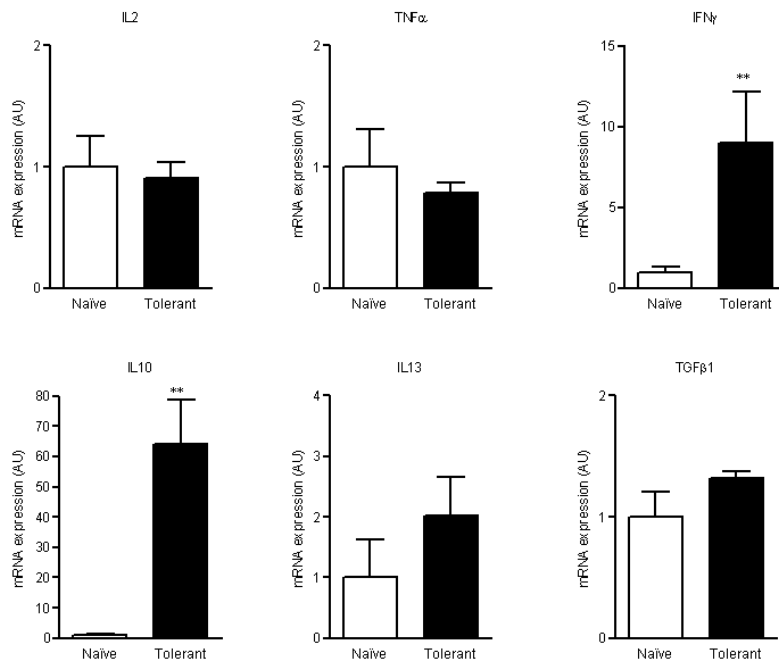 IL2
mRNA expression (AU)
2
1
0
Naïve Tolerant
TNFα
mRNA expression (AU)
2
1
0
Naïve Tolerant
IFNγ
mRNA expression (AU)
15
10
5
0
**
Naïve Tolerant
IL10
mRNA expression (AU)
80
70
60
50
40
30
20
10
0
**
Naïve Tolerant
IL13
mRNA expression (AU)
4
3
2
1
0
Naïve Tolerant
TGFβ1
mRNA expression (AU)
2
1
0
Naïve Tolerant